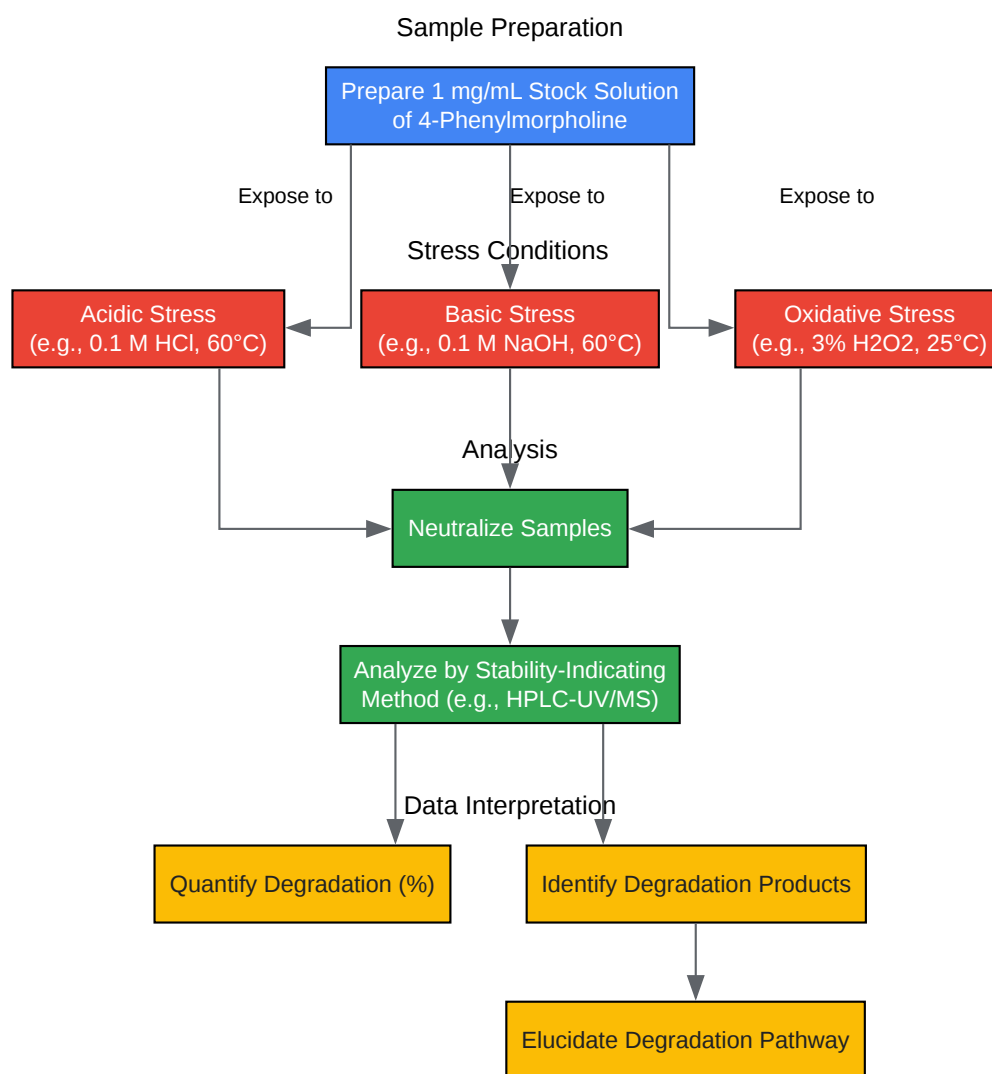 Sample Preparation
Prepare 1 mg/mL Stock Solution
of 4-Phenylmorpholine
Expose to
Expose to
Expose to
Stress Conditions
Acidic Stress
(e.g., 0.1 M HCl, 60°C)
Basic Stress
(e.g., 0.1 M NaOH, 60°C)
Oxidative Stress
(e.g., 3% H2O2, 25°C)
Analysis
Neutralize Samples
Analyze by Stability-Indicating
Method (e.g., HPLC-UV/MS)
Data Interpretation
Quantify Degradation (%)
Identify Degradation Products
Elucidate Degradation Pathway